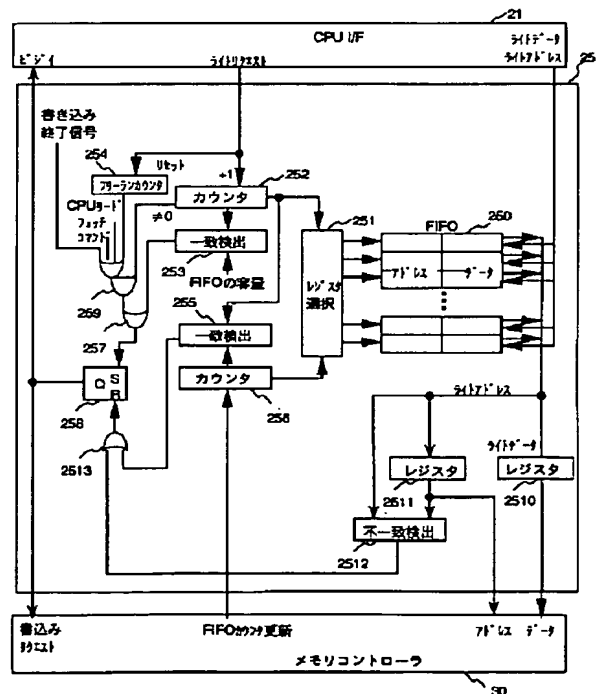 21
CPU I/F
ライトデータ
ビジイ
ライトリクエスト
ライトアドレス
25
書き込み
終了信号
254
リセット
フリーランカウンタ
+1
252
カウンタ
CPUリード
フェッチ
コマンド
≠0
一致検出
253
FIFOの容量
251
レジスタ
選択
FIFO
250
アドレス
データ
259
255
一致検出
257
カウンタ
256
Q
S
R
258
2513
ライトアドレス
ライトデータ
レジスタ
2511
レジスタ
2510
不一致検出
2512
書込み
リクエスト
FIFOカウンタ更新
アドレス
データ
メモリコントローラ
30